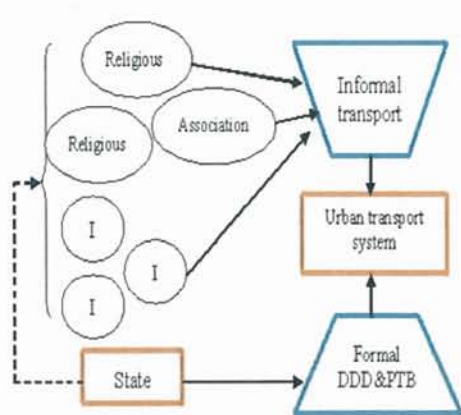 Religious
Informal
transport
Association
Religious
Urban transport
system
I
I
I
Formal
DDD&PTB
State